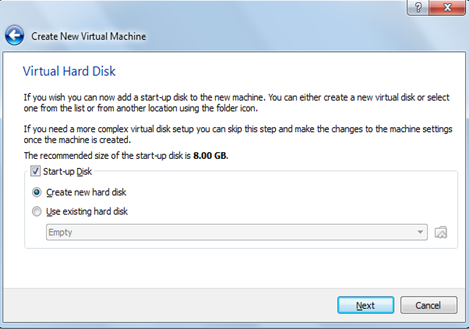 Create New Virtual Machine
Virtual Hard Disk
If you wish you can now add a start-up disk to the new machine. You can either create a new virtual disk or select
one from the list or from another location using the folder icon.
If you need a more complex virtual disk setup you can skip this step and make the changes to the machine settings
once the machine is created.
The recommended size of the start-up disk is 8.00 GB.
Start-up Disk
Create new hard disk
Use existing hard disk
Empty
Next Cancel